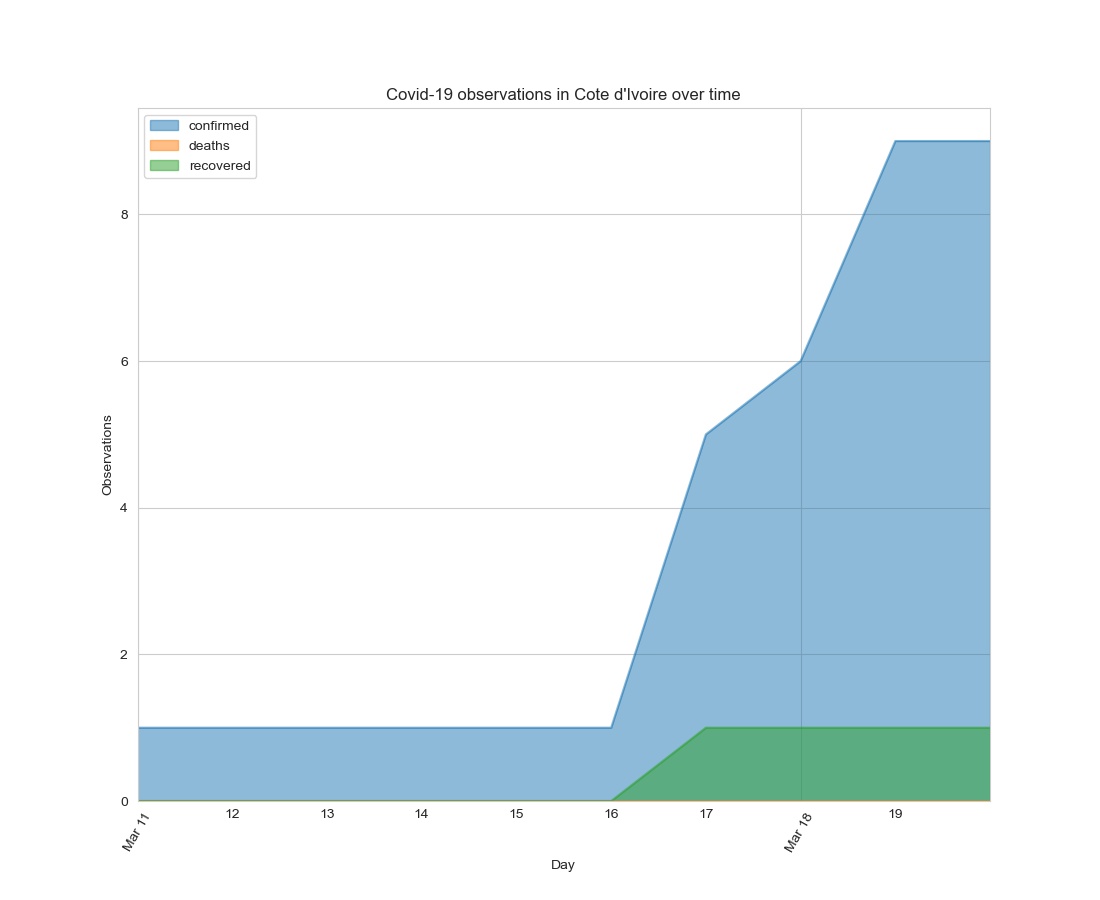 Covid-19 observations in Cote d'Ivoire over time
confirmed
deaths
recovered
8
6
4
2
0
Observations
Mar 11
12
13
14
15
16
17
Mar 18
19
Day